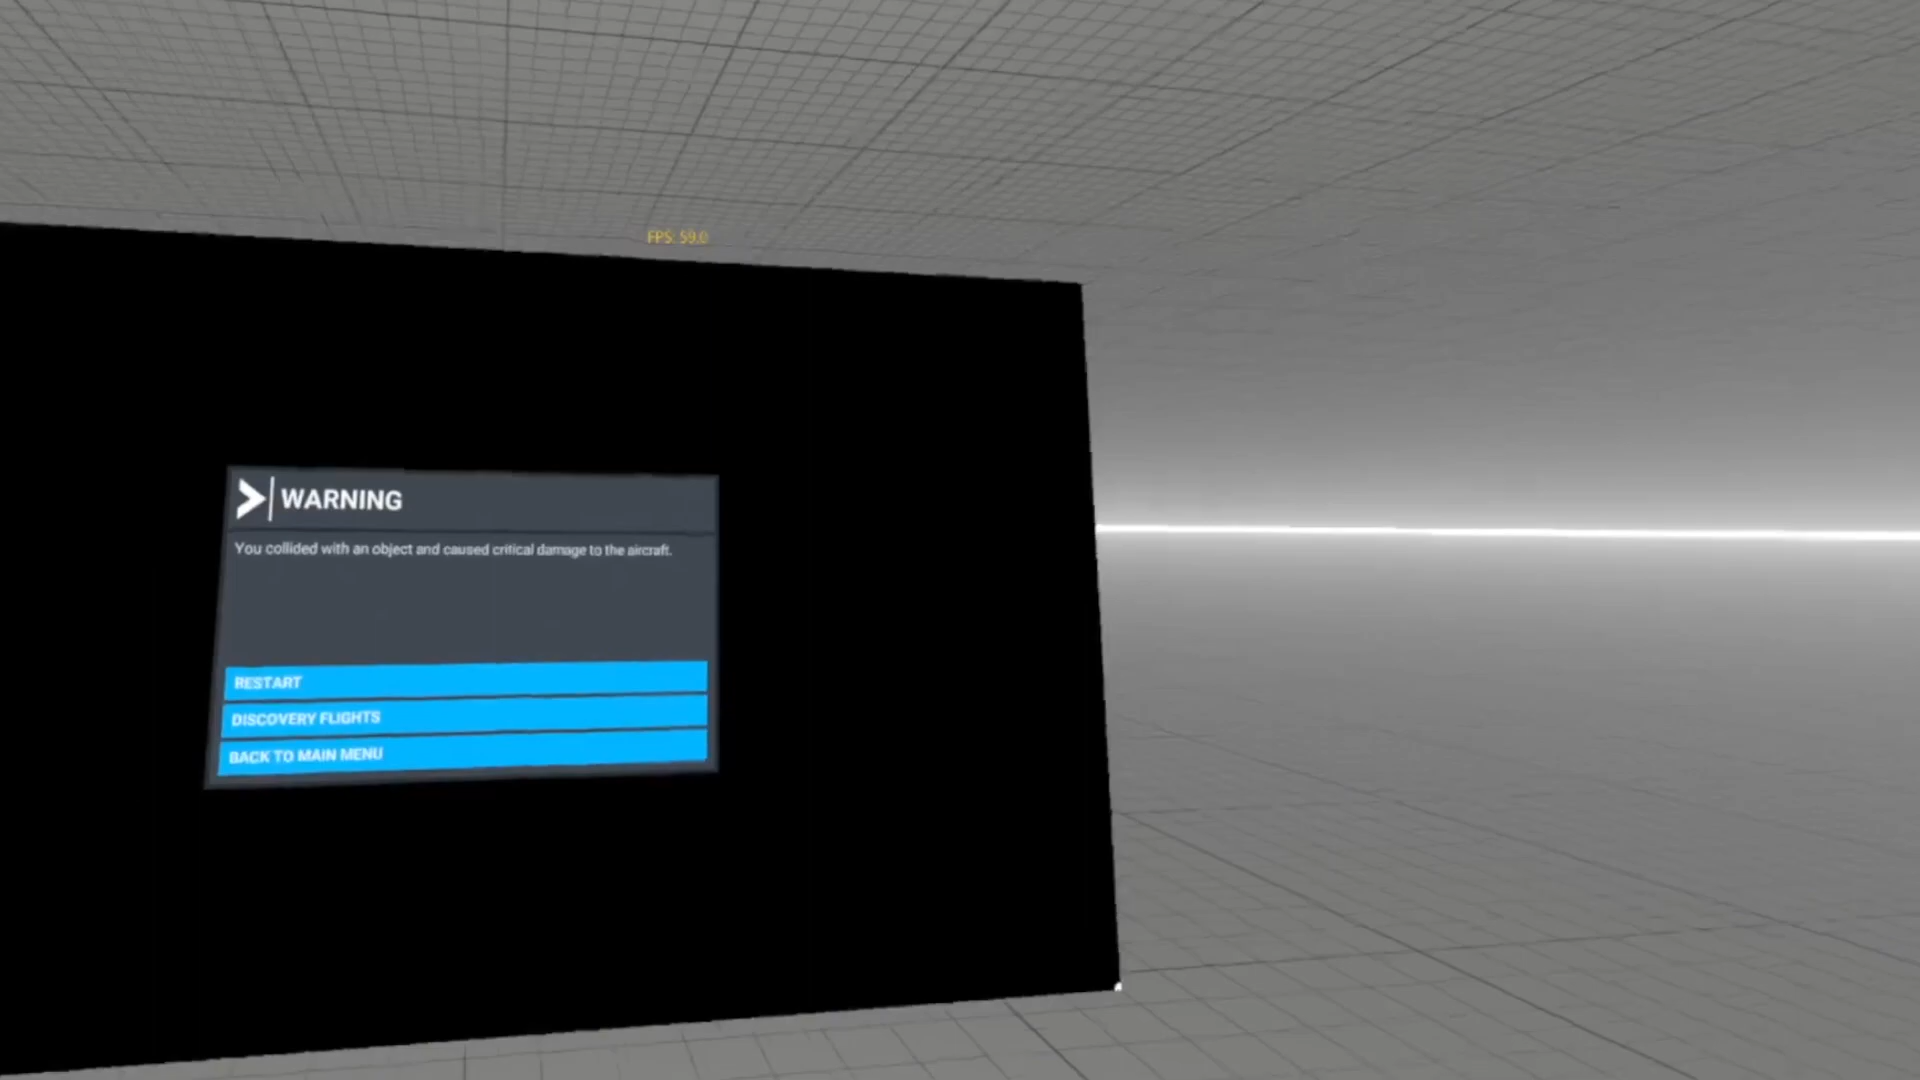 FPS: 59.0
WARNING
You collided with an object and caused critical damage to the aircraft.
RESTART
DISCOVERY FLIGHTS
BACK TO MAIN MENU